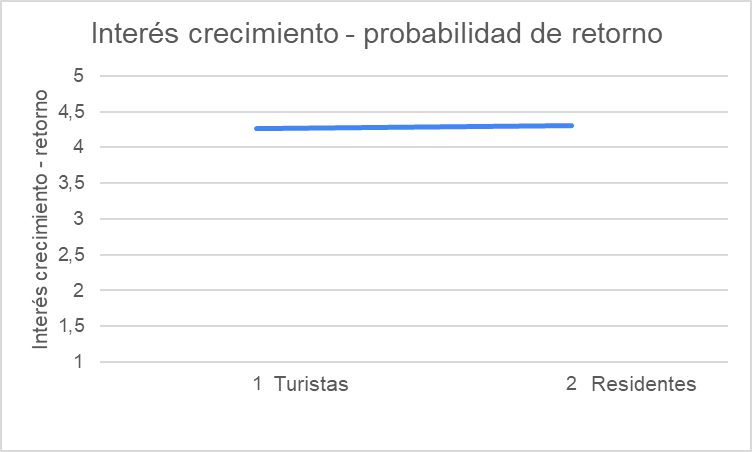 Interés crecimiento - probabilidad de retorno
Interés crecimiento - retorno
5
4,5
4
3,5
3
2,5
2
1,5
1
1 Turistas
2 Residentes